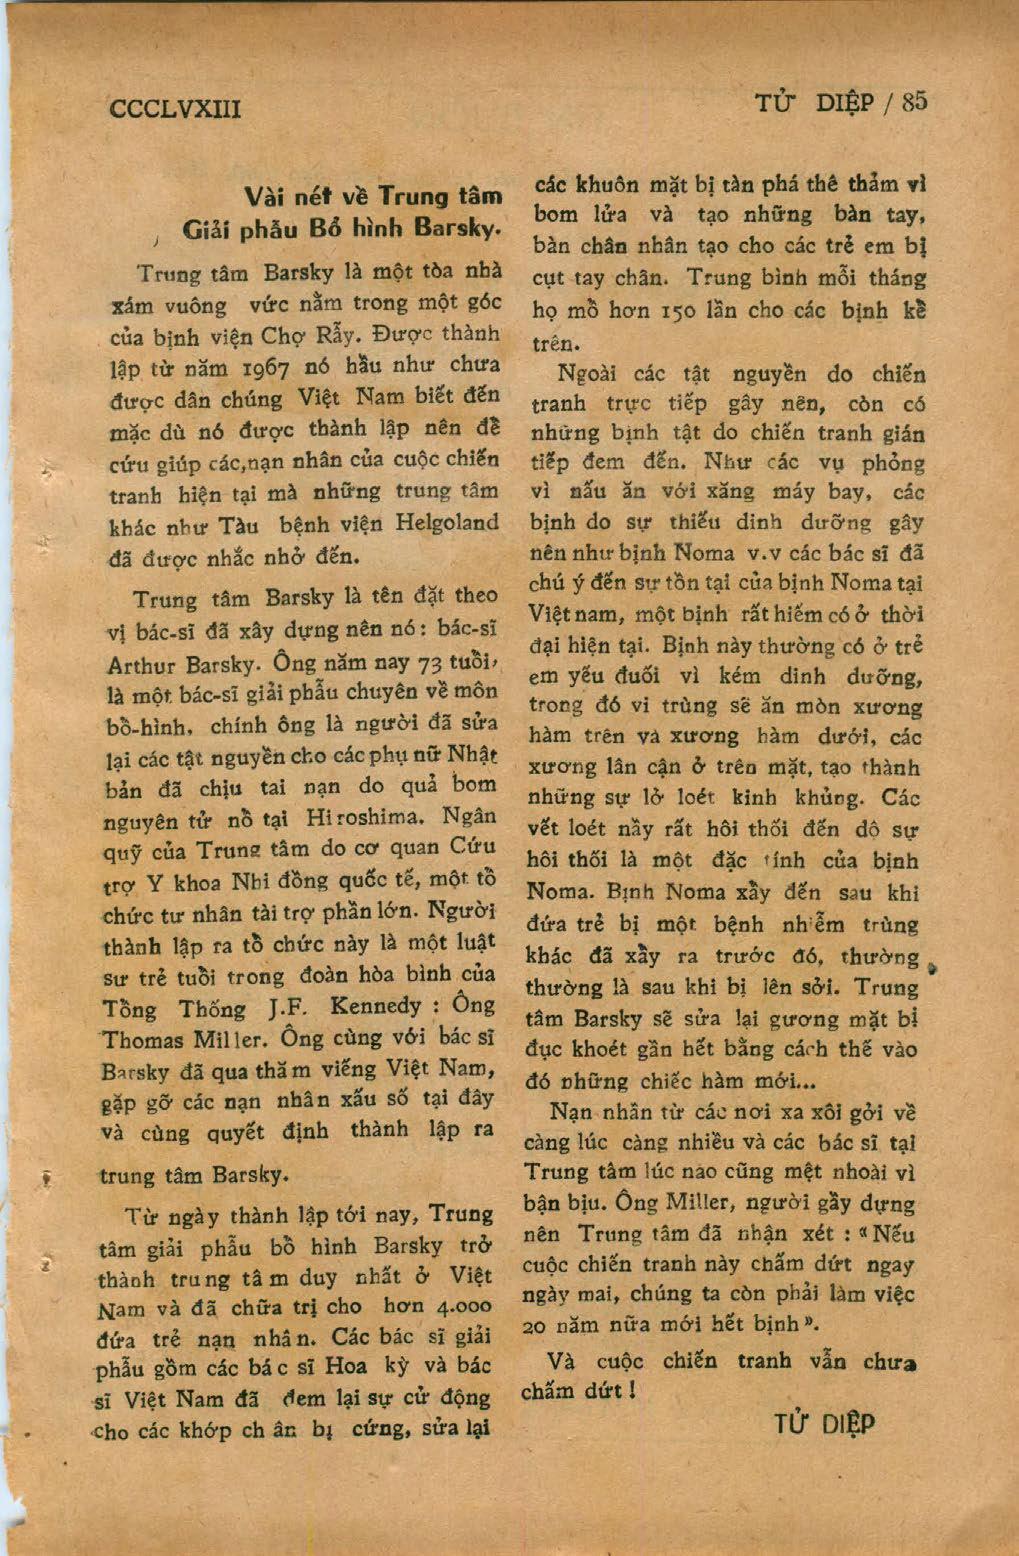 CCCLVXIII
TỬ DIỆP / 85
Vài nét về Trung tâm
Giải phẫu Bổ hình Barsky.
Trung tâm Barsky là một tòa nhà
xám vuông vức nằm trong một góc
của bịnh viện Chợ Rẫy. Được thành
lập từ năm 1967 nó hầu như chưa
được dân chúng Việt Nam biết đến
mặc dù nó được thành lập nên để
cứu giúp các nạn nhân của cuộc chiến
tranh hiện tại mà những trung tâm
khác như Tàu bệnh viện Helgoland
đã được nhắc nhở đến.
Trung tâm Barsky là tên đặt theo
vị bác-sĩ đã xây dựng nên nó : bác-sĩ
Arthur Barsky. Ông năm nay 73 tuổi,
là một bác-sĩ giải phẫu chuyên về môn
bổ-hình, chính ông là người đã sửa
lại các tật nguyền cho các phụ nữ Nhật
bản đã chịu tai nạn do quả bom
nguyên tử nổ tại Hiroshima. Ngân
quỹ của Trung tâm do cơ quan Cứu
trợ Y khoa Nhi đồng quốc tế, một tổ
chức tư nhân tài trợ phần lớn. Người
thành lập ra tổ chức này là một luật
sư trẻ tuổi trong đoàn hòa bình của
Tổng Thống J.F. Kennedy : Ông
Thomas Miller. Ông cùng với bác sĩ
Barsky đã qua thăm viếng Việt Nam,
gặp gỡ các nạn nhân xấu số tại đây
và cùng quyết định thành lập ra
trung tâm Barsky.
Từ ngày thành lập tới nay, Trung
tâm giải phẫu bổ hình Barsky trở
thành trung tâm duy nhất ở Việt
Nam và đã chữa trị cho hơn 4.000
đứa trẻ nạn nhân. Các bác sĩ giải
phẫu gồm các bác sĩ Hoa kỳ và bác
sĩ Việt Nam đã đem lại sự cử động
cho các khớp chân bị cứng, sửa lại
các khuôn mặt bị tàn phá thê thảm vì
bom lửa và tạo những bàn tay,
bàn chân nhân tạo cho các trẻ em bị
cụt tay chân. Trung bình mỗi tháng
họ mổ hơn 150 lần cho các bịnh kể
trên.
Ngoài các tật nguyền do chiến
tranh trực tiếp gây nên, còn có
những bịnh tật do chiến tranh gián
tiếp đem đến. Như các vụ phỏng
vì nấu ăn với xăng máy bay, các
bịnh do sự thiếu dinh dưỡng gây
nên như bịnh Noma v.v các bác sĩ đã
chú ý đến sự tồn tại của bịnh Noma tại
Việt nam, một bịnh rất hiếm có ở thời
đại hiện tại. Bịnh này thường có ở trẻ
em yếu đuối vì kém dinh dưỡng,
trong đó vi trùng sẽ ăn mòn xương
hàm trên và xương hàm dưới, các
xương lân cận ở trên mặt, tạo thành
những sự lở loét kinh khủng. Các
vết loét nầy rất hôi thối đến độ sự
hôi thối là một đặc tính của bịnh
Noma. Bịnh Noma xẩy đến sau khi
đứa trẻ bị một bệnh nhiễm trùng
khác đã xẩy ra trước đó, thường
thường là sau khi bị lên sởi. Trung
tâm Barsky sẽ sửa lại gương mặt bị
đục khoét gần hết bằng cách thế vào
đó những chiếc hàm mới...
Nạn nhân từ các nơi xa xôi gởi về
càng lúc càng nhiều và các bác sĩ tại
Trung tâm lúc nào cũng mệt nhoài vì
bận bịu. Ông Miller, người gầy dựng
nên Trung tâm đã nhận xét : «Nếu
cuộc chiến tranh này chấm dứt ngay
ngày mai, chúng ta còn phải làm việc
20 năm nữa mới hết bịnh».
Và cuộc chiến tranh vẫn chưa
chấm dứt !
TỬ DIỆP